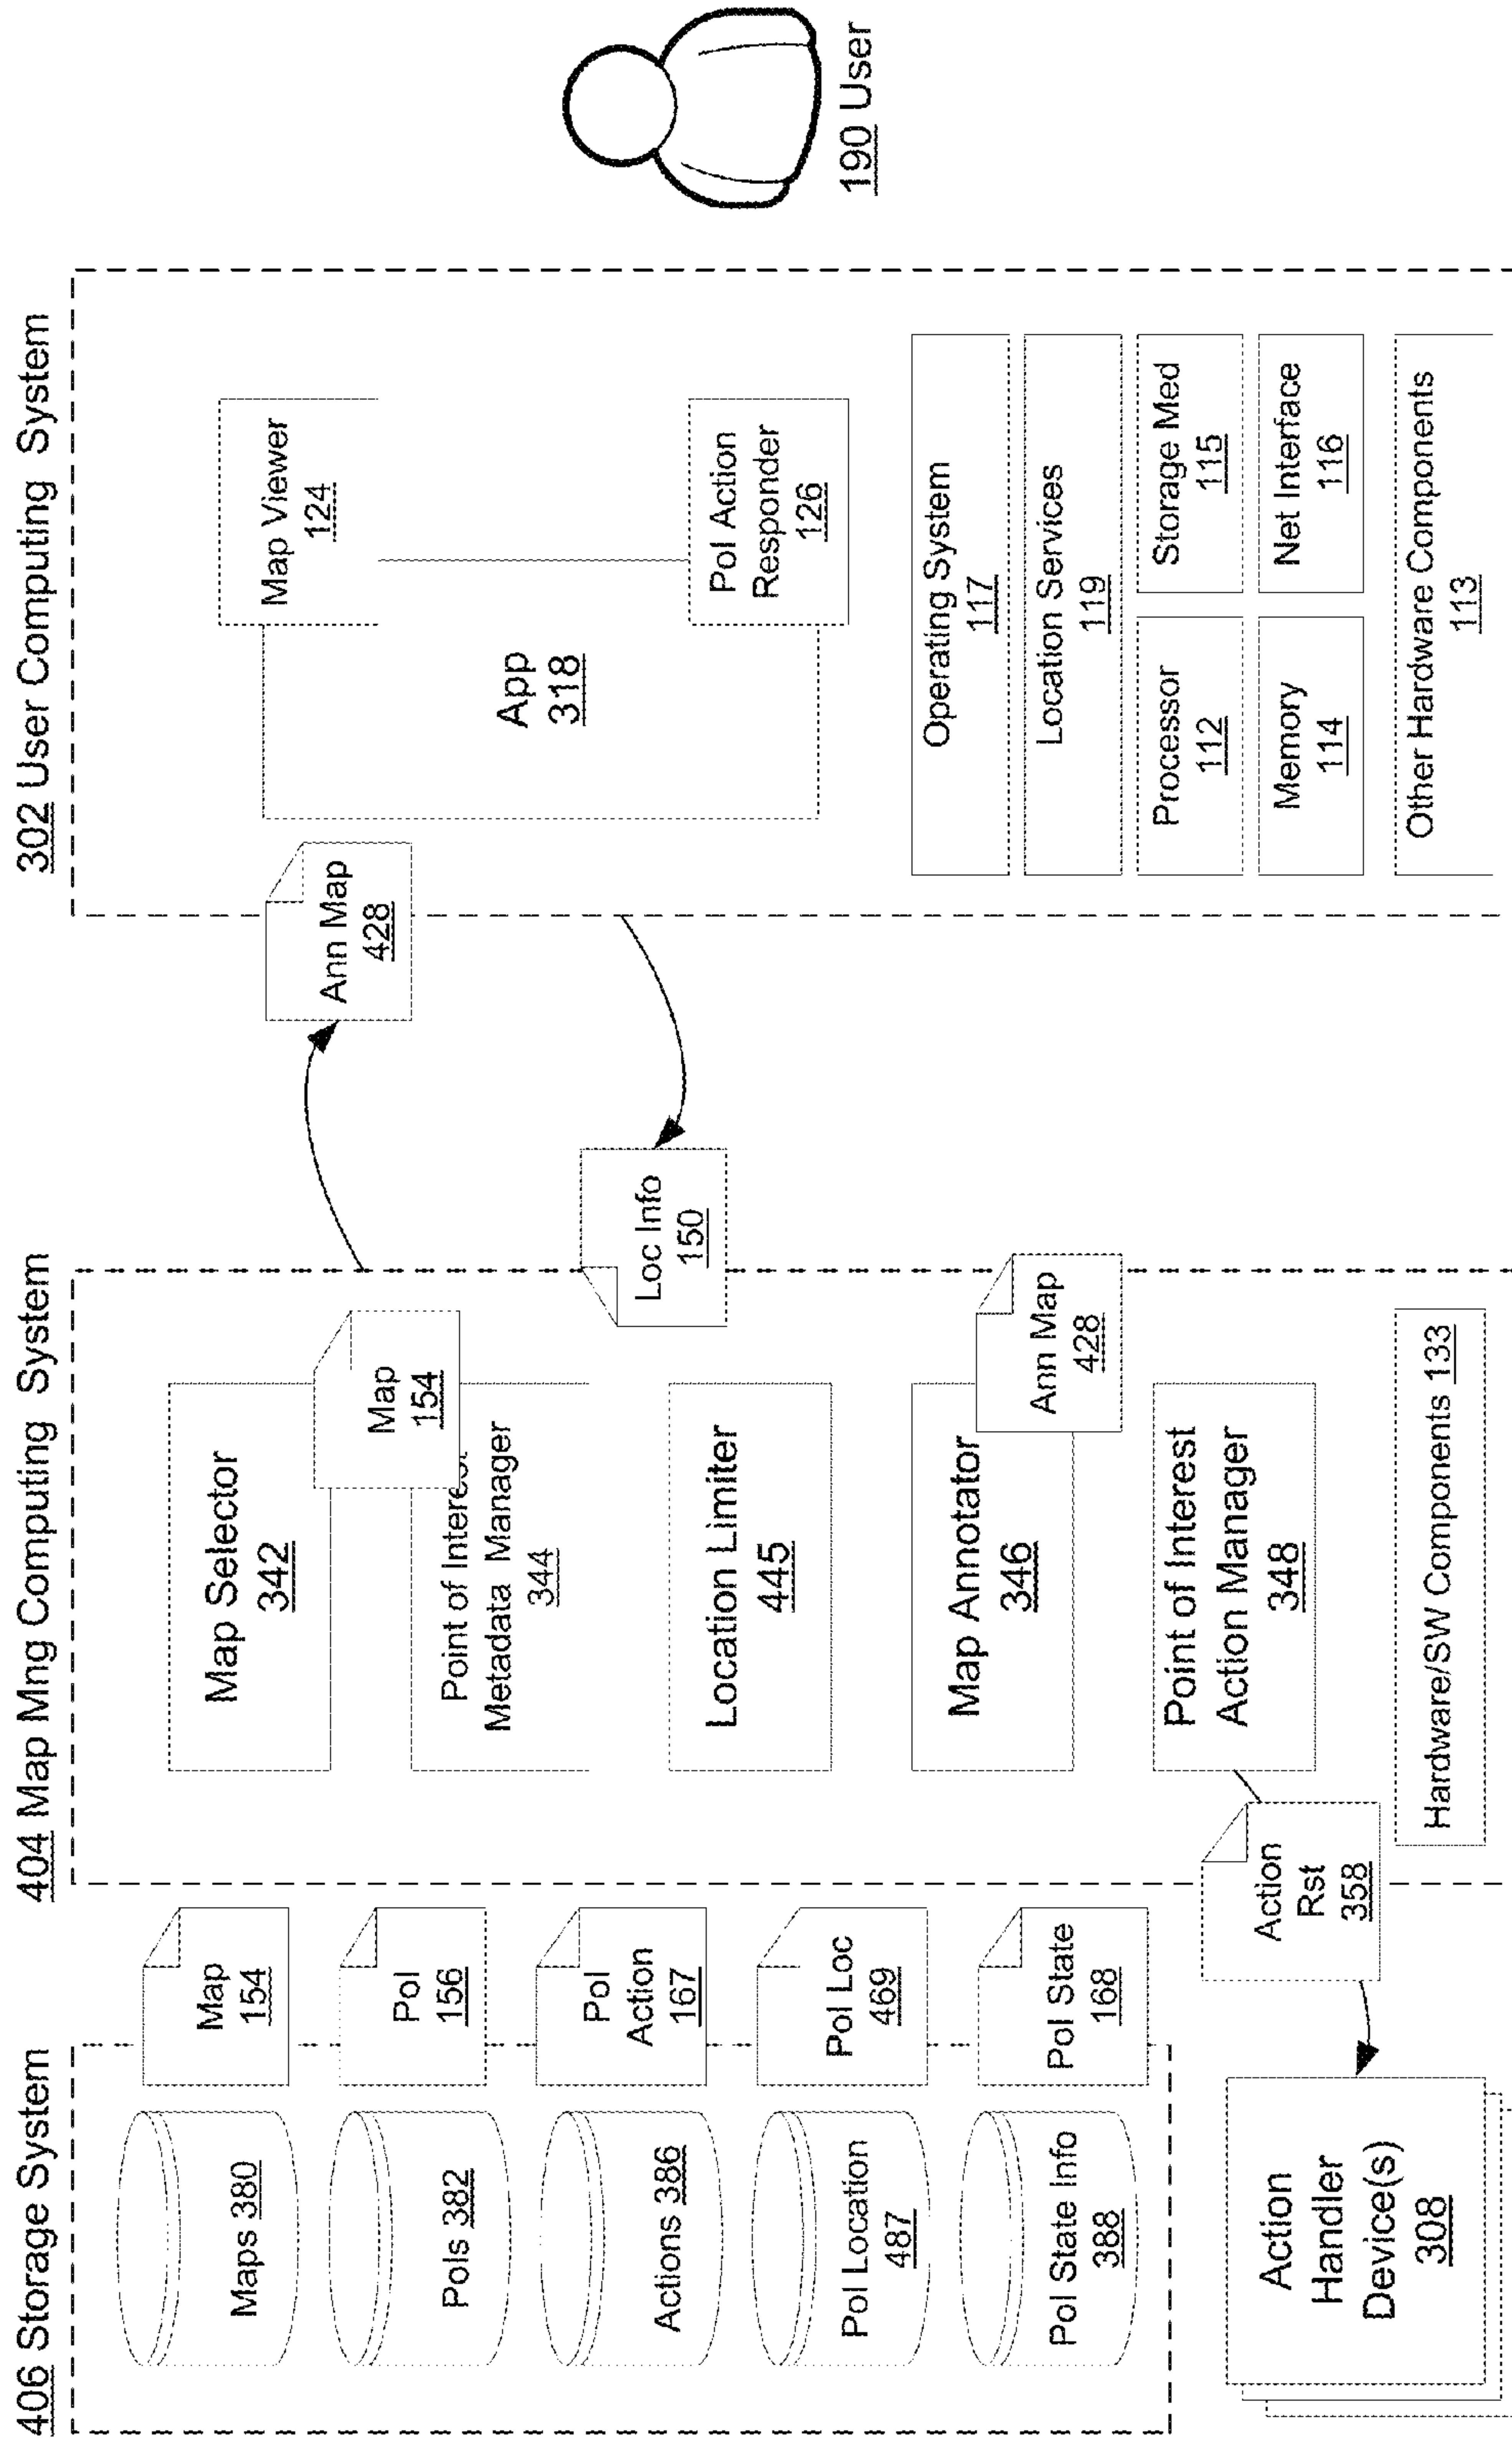 406 Storage System
Maps 380
PoIs 382
Actions 386
PoI Location
487
PoI State Info
388
Map
154
PoI
156
PoI
Action
167
PoI Loc
469
PoI State
168
Action
Handler
Device(s)
308
Action
Rst
358
404 Map Mng Computing System
Map Selector
342
Map
154
Point of Interest
Metadata Manager
344
Location Limiter
445
Map Annotator
346
Ann Map
428
Point of Interest
Action Manager
348
Hardware/SW Components 133
Loc Info
150
Ann Map
428
302 User Computing System
App
318
Map Viewer
124
PoI Action
Responder
126
Operating System
117
Location Services
119
Processor
112
Storage Med
115
Memory
114
Net Interface
116
Other Hardware Components
113
190 User